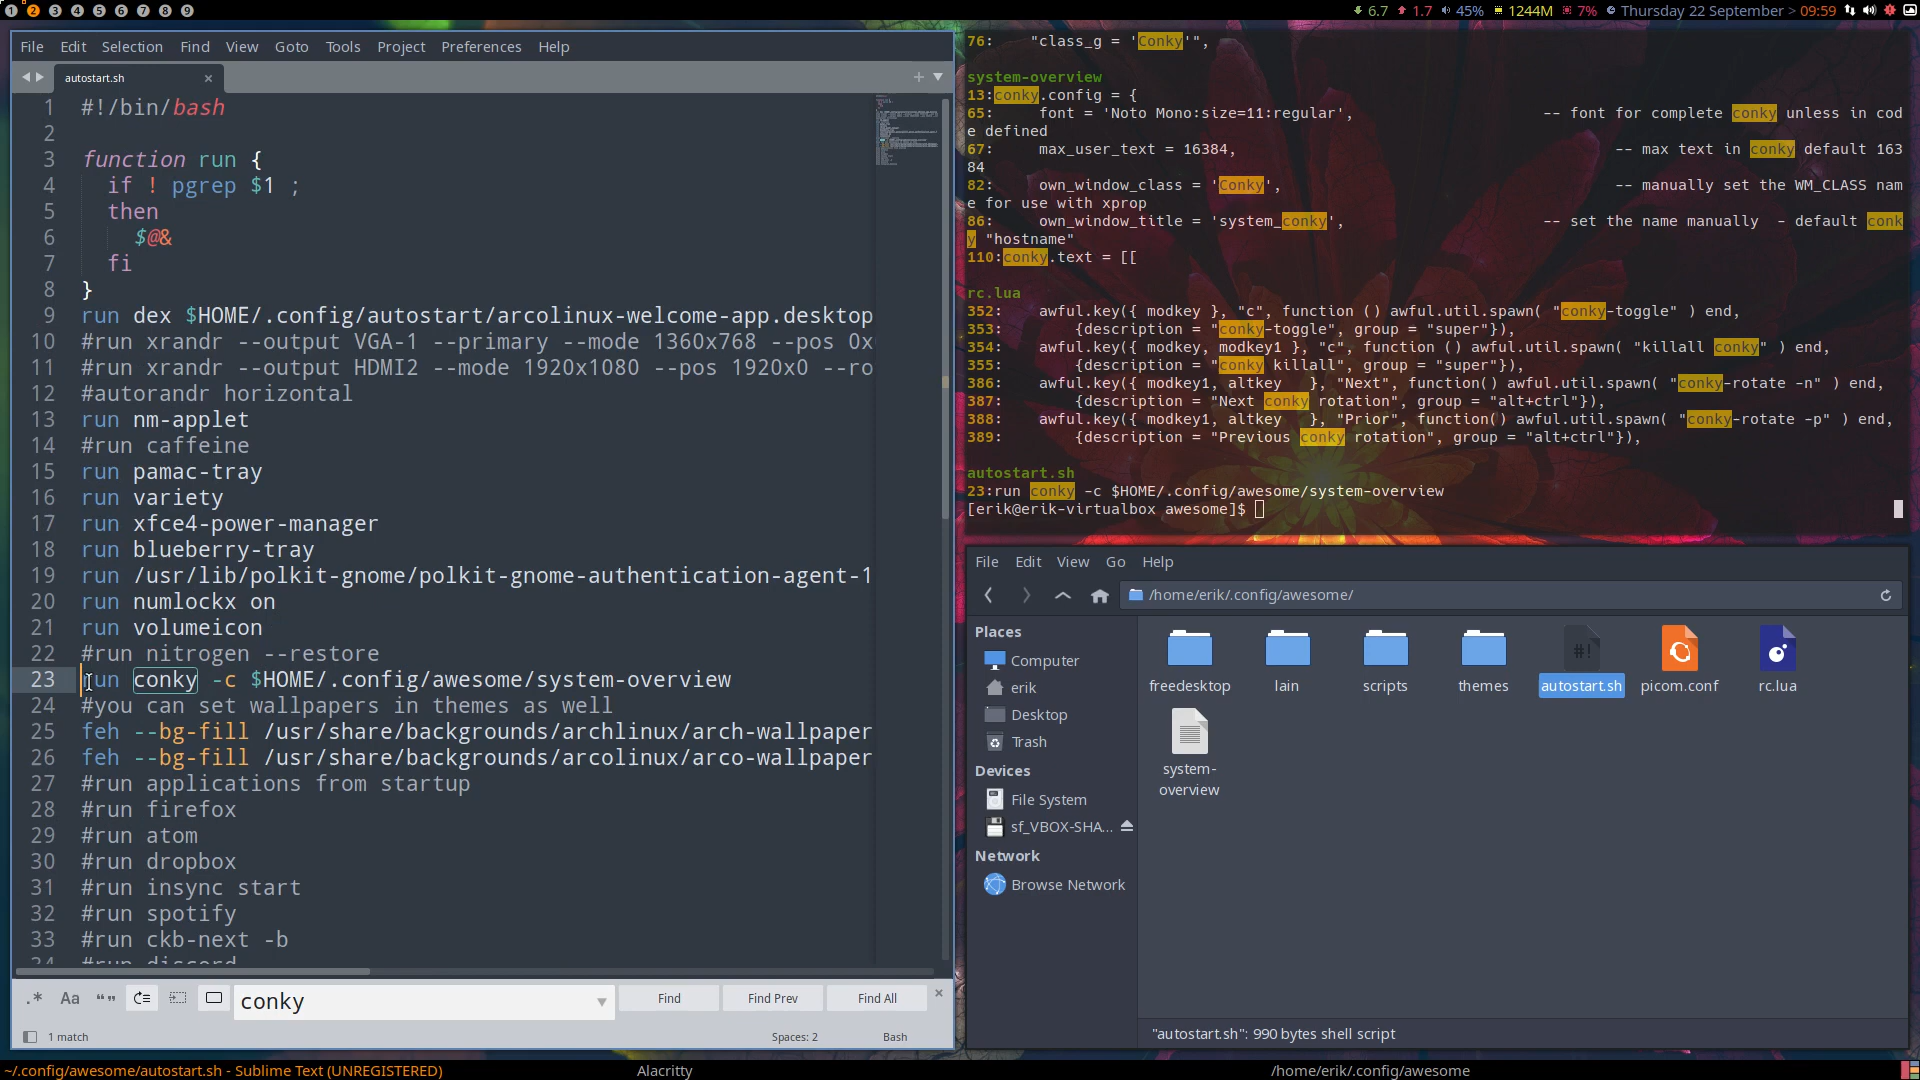 1 2 3 4 5 6 7 8 9
6.7 1.7 45% 1244M 7% Thursday 22 September > 09:59
File Edit Selection Find View Goto Tools Project Preferences Help
autostart.sh
1 #!/bin/bash
2
3 function run {
4 if ! pgrep $1 ;
5 then
6 $@&
7 fi
8 }
9 run dex $HOME/.config/autostart/arcolinux-welcome-app.desktop
10 #run xrandr --output VGA-1 --primary --mode 1360x768 --pos 0x
11 #run xrandr --output HDMI2 --mode 1920x1080 --pos 1920x0 --ro
12 #autorandr horizontal
13 run nm-applet
14 #run caffeine
15 run pamac-tray
16 run variety
17 run xfce4-power-manager
18 run blueberry-tray
19 run /usr/lib/polkit-gnome/polkit-gnome-authentication-agent-1
20 run numlockx on
21 run volumeicon
22 #run nitrogen --restore
23 run conky -c $HOME/.config/awesome/system-overview
24 #you can set wallpapers in themes as well
25 feh --bg-fill /usr/share/backgrounds/archlinux/arch-wallpaper
26 feh --bg-fill /usr/share/backgrounds/arcolinux/arco-wallpaper
27 #run applications from startup
28 #run firefox
29 #run atom
30 #run dropbox
31 #run insync start
32 #run spotify
33 #run ckb-next -b
34 #run discord
.* Aa “” conky Find Find Prev Find All
1 match Spaces: 2 Bash
76: "class_g = 'Conky'",
system-overview
13:conky.config = {
65: font = 'Noto Mono:size=11:regular', -- font for complete conky unless in cod
e defined
67: max_user_text = 16384, -- max text in conky default 163
84
82: own_window_class = 'Conky', -- manually set the WM_CLASS nam
e for use with xprop
86: own_window_title = 'system_conky', -- set the name manually - default conk
y "hostname"
110:conky.text = [[
rc.lua
352: awful.key({ modkey }, "c", function () awful.util.spawn( "conky-toggle" ) end,
353: {description = "conky-toggle", group = "super"}),
354: awful.key({ modkey, modkey1 }, "c", function () awful.util.spawn( "killall conky" ) end,
355: {description = "conky killall", group = "super"}),
386: awful.key({ modkey1, altkey }, "Next", function() awful.util.spawn( "conky-rotate -n" ) end,
387: {description = "Next conky rotation", group = "alt+ctrl"}),
388: awful.key({ modkey1, altkey }, "Prior", function() awful.util.spawn( "conky-rotate -p" ) end,
389: {description = "Previous conky rotation", group = "alt+ctrl"}),
autostart.sh
23:run conky -c $HOME/.config/awesome/system-overview
[erik@erik-virtualbox awesome]$
File Edit View Go Help
/home/erik/.config/awesome/
Places
Computer
erik
Desktop
Trash
Devices
File System
sf_VBOX-SHA...
Network
Browse Network
freedesktop lain scripts themes autostart.sh picom.conf rc.lua
#!
system-
overview
"autostart.sh": 990 bytes shell script
~/.config/awesome/autostart.sh - Sublime Text (UNREGISTERED) Alacritty /home/erik/.config/awesome